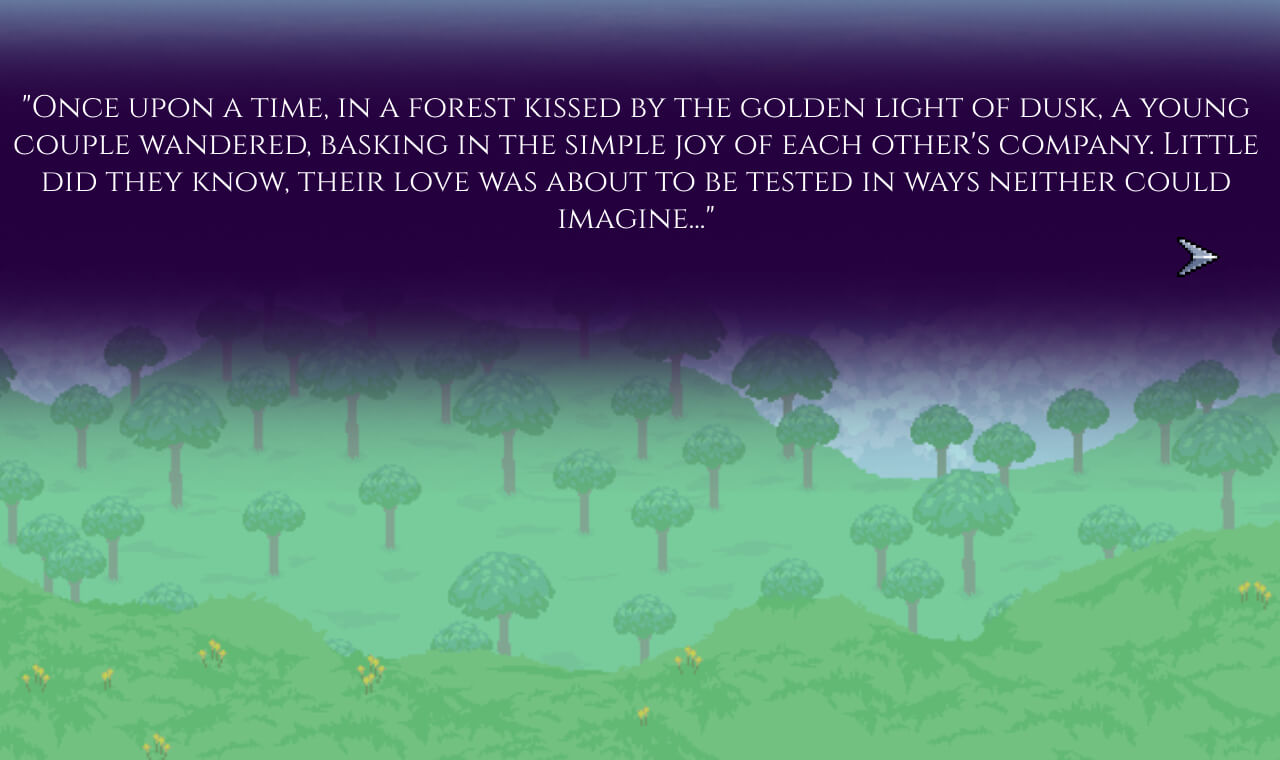 "Once upon a time, in a forest kissed by the golden light of dusk, a young
couple wandered, basking in the simple joy of each other's company. Little
did they know, their love was about to be tested in ways neither could
imagine..."